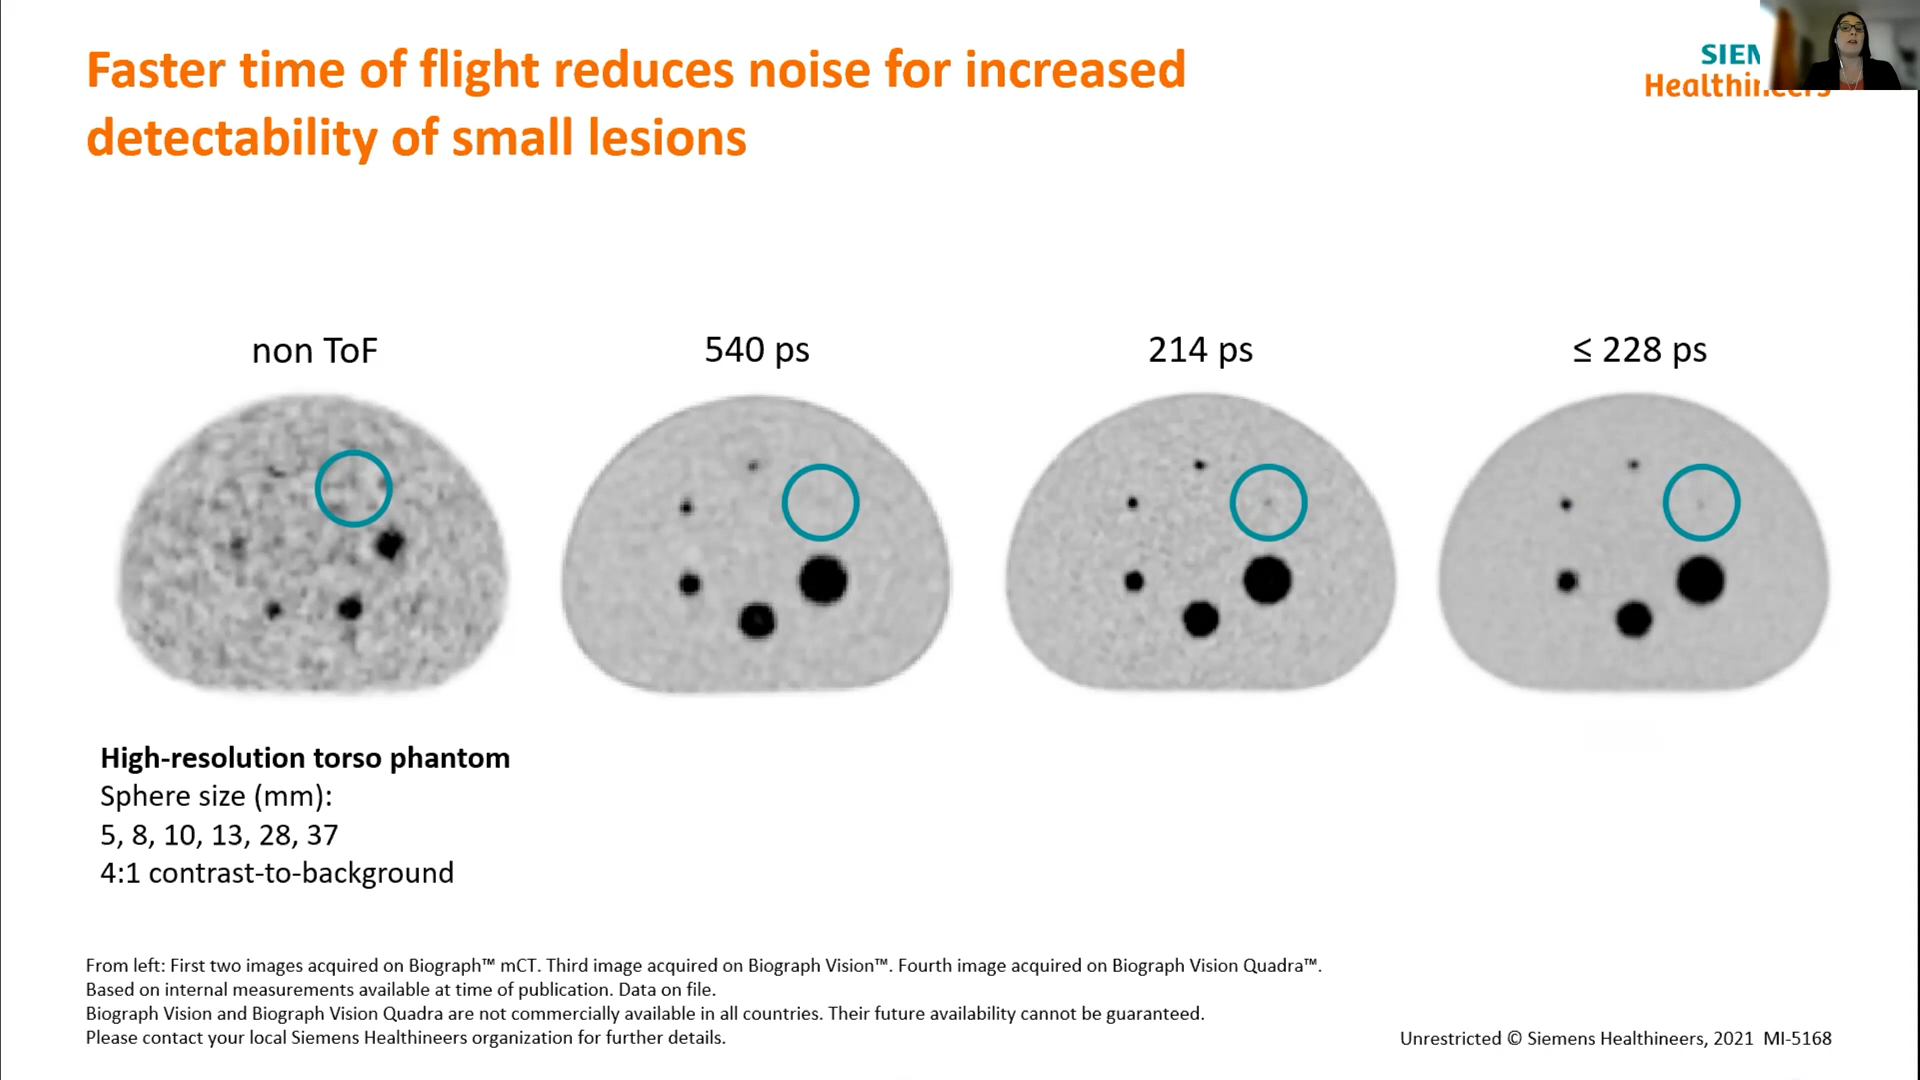 Faster time of flight reduces noise for increased
detectability of small lesions
SIEM
Healthineers
non ToF
540 ps
214 ps
≤ 228 ps
High-resolution torso phantom
Sphere size (mm):
5, 8, 10, 13, 28, 37
4:1 contrast-to-background
From left: First two images acquired on Biograph™ mCT. Third image acquired on Biograph Vision™. Fourth image acquired on Biograph Vision Quadra™.
Based on internal measurements available at time of publication. Data on file.
Biograph Vision and Biograph Vision Quadra are not commercially available in all countries. Their future availability cannot be guaranteed.
Please contact your local Siemens Healthineers organization for further details.
Unrestricted © Siemens Healthineers, 2021 MI-5168